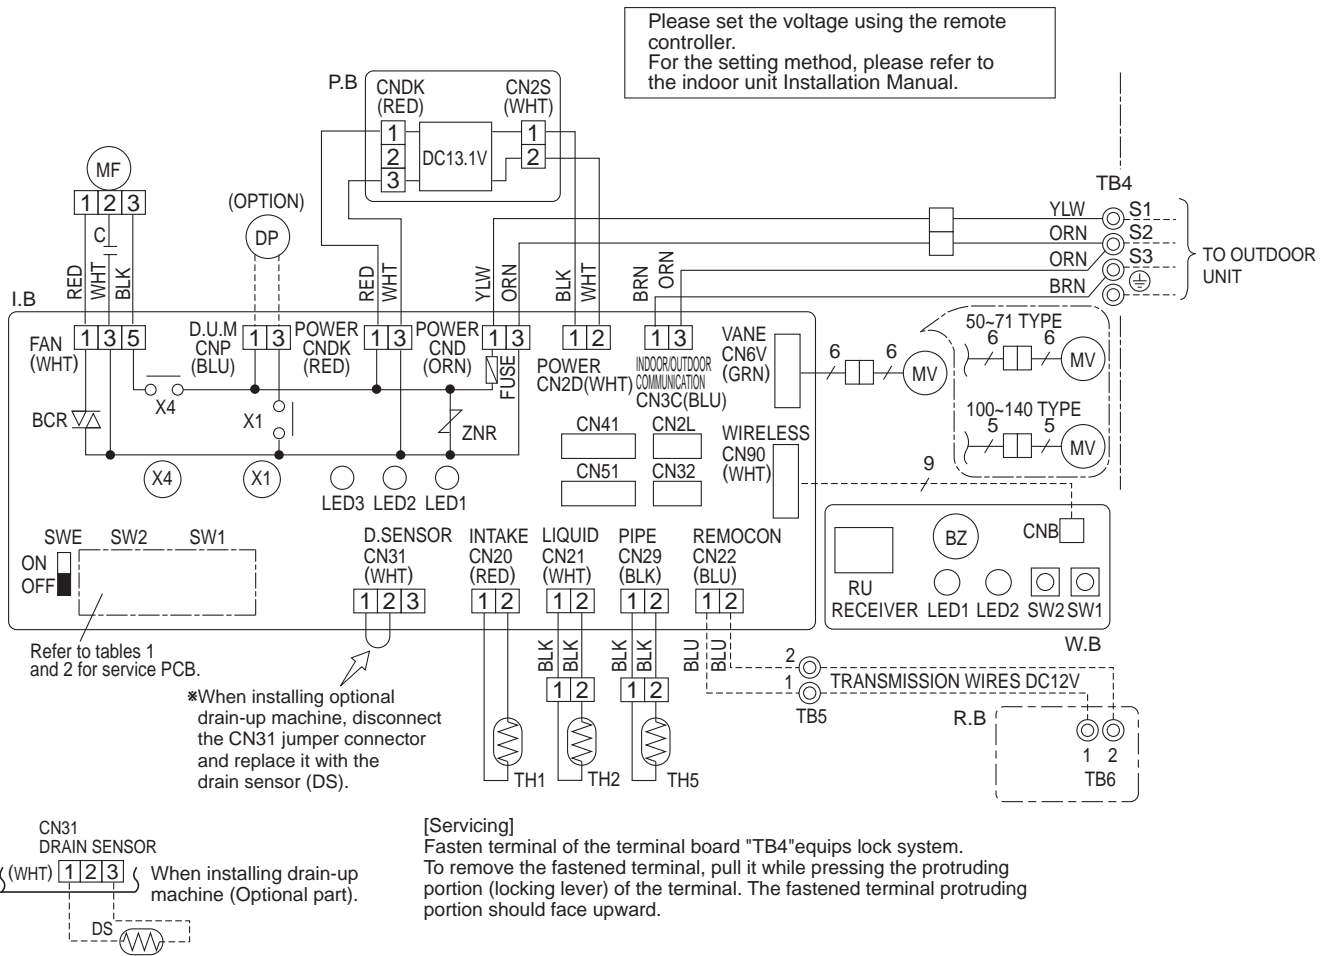 Please set the voltage using the remote
controller.
For the setting method, please refer to
the indoor unit Installation Manual.
P.B
CNDK
(RED)
CN2S
(WHT)
1
2
3
DC13.1V
1
2
MF
1 2 3
C
RED
WHT
BLK
(OPTION)
DP
RED
WHT
YLW
ORN
BLK
WHT
BRN
ORN
TB4
YLW
S1
ORN
S2
ORN
S3
BRN
TO OUTDOOR
UNIT
I.B
FAN
(WHT)
1 3 5
D.U.M
CNP
(BLU)
1 3
POWER
CNDK
(RED)
1 3
POWER
CND
(ORN)
1 3
FUSE
1 2
POWER
CN2D(WHT)
1 3
INDOOR/OUTDOOR
COMMUNICATION
CN3C(BLU)
VANE
CN6V
(GRN)
6 6
MV
50~71 TYPE
6 6
MV
100~140 TYPE
5 5
MV
BCR
X4
X1
ZNR
CN41
CN2L
CN51
CN32
WIRELESS
CN90
(WHT)
9
X4
X1
LED3 LED2 LED1
SWE
SW2
SW1
ON
OFF
D.SENSOR
CN31
(WHT)
1 2 3
INTAKE
CN20
(RED)
1 2
LIQUID
CN21
(WHT)
1 2
PIPE
CN29
(BLK)
1 2
REMOCON
CN22
(BLU)
1 2
RU
RECEIVER
BZ
LED1 LED2
CNB
SW2 SW1
W.B
Refer to tables 1
and 2 for service PCB.
BLK
BLK
BLK
BLK
BLU
BLU
1 2
1 2
2
1
TB5
TRANSMISSION WIRES DC12V
R.B
1 2
TB6
※When installing optional
drain-up machine, disconnect
the CN31 jumper connector
and replace it with the
drain sensor (DS).
TH1
TH2
TH5
CN31
DRAIN SENSOR
(WHT)
1 2 3
When installing drain-up
machine (Optional part).
DS
[Servicing]
Fasten terminal of the terminal board "TB4"equips lock system.
To remove the fastened terminal, pull it while pressing the protruding
portion (locking lever) of the terminal. The fastened terminal protruding
portion should face upward.